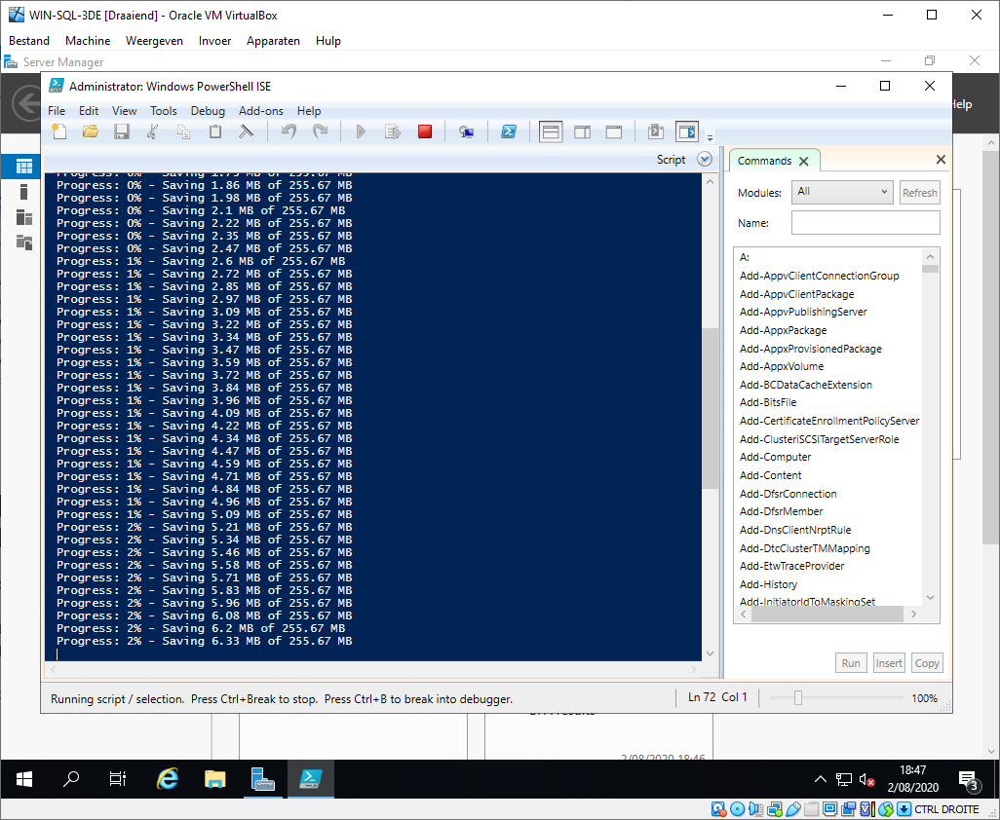 WIN-SQL-3DE [Draaiend] - Oracle VM VirtualBox
Bestand Machine Weergeven Invoer Apparaten Hulp
Server Manager
Help
Administrator: Windows PowerShell ISE
File Edit View Tools Debug Add-ons Help
Script
Progress: 0% - Saving 1.73 MB of 255.67 MB
Progress: 0% - Saving 1.86 MB of 255.67 MB
Progress: 0% - Saving 1.98 MB of 255.67 MB
Progress: 0% - Saving 2.1 MB of 255.67 MB
Progress: 0% - Saving 2.22 MB of 255.67 MB
Progress: 0% - Saving 2.35 MB of 255.67 MB
Progress: 0% - Saving 2.47 MB of 255.67 MB
Progress: 1% - Saving 2.6 MB of 255.67 MB
Progress: 1% - Saving 2.72 MB of 255.67 MB
Progress: 1% - Saving 2.85 MB of 255.67 MB
Progress: 1% - Saving 2.97 MB of 255.67 MB
Progress: 1% - Saving 3.09 MB of 255.67 MB
Progress: 1% - Saving 3.22 MB of 255.67 MB
Progress: 1% - Saving 3.34 MB of 255.67 MB
Progress: 1% - Saving 3.47 MB of 255.67 MB
Progress: 1% - Saving 3.59 MB of 255.67 MB
Progress: 1% - Saving 3.72 MB of 255.67 MB
Progress: 1% - Saving 3.84 MB of 255.67 MB
Progress: 1% - Saving 3.96 MB of 255.67 MB
Progress: 1% - Saving 4.09 MB of 255.67 MB
Progress: 1% - Saving 4.22 MB of 255.67 MB
Progress: 1% - Saving 4.34 MB of 255.67 MB
Progress: 1% - Saving 4.47 MB of 255.67 MB
Progress: 1% - Saving 4.59 MB of 255.67 MB
Progress: 1% - Saving 4.71 MB of 255.67 MB
Progress: 1% - Saving 4.84 MB of 255.67 MB
Progress: 1% - Saving 4.96 MB of 255.67 MB
Progress: 1% - Saving 5.09 MB of 255.67 MB
Progress: 2% - Saving 5.21 MB of 255.67 MB
Progress: 2% - Saving 5.34 MB of 255.67 MB
Progress: 2% - Saving 5.46 MB of 255.67 MB
Progress: 2% - Saving 5.58 MB of 255.67 MB
Progress: 2% - Saving 5.71 MB of 255.67 MB
Progress: 2% - Saving 5.83 MB of 255.67 MB
Progress: 2% - Saving 5.96 MB of 255.67 MB
Progress: 2% - Saving 6.08 MB of 255.67 MB
Progress: 2% - Saving 6.2 MB of 255.67 MB
Progress: 2% - Saving 6.33 MB of 255.67 MB
Commands
Modules: All Refresh
Name:
A:
Add-AppvClientConnectionGroup
Add-AppvClientPackage
Add-AppvPublishingServer
Add-AppxPackage
Add-AppxProvisionedPackage
Add-AppxVolume
Add-BCDataCacheExtension
Add-BitsFile
Add-CertificateEnrollmentPolicyServer
Add-ClusteriSCSITargetServerRole
Add-Computer
Add-Content
Add-DfsrConnection
Add-DfsrMember
Add-DnsClientNrptRule
Add-DtcClusterTMMapping
Add-EtwTraceProvider
Add-History
Add-InitiatorIdToMaskingSet
Run Insert Copy
Running script / selection. Press Ctrl+Break to stop. Press Ctrl+B to break into debugger.
Ln 72 Col 1
100%
results
2/08/2020 18:46
18:47
2/08/2020
3
CTRL DROITE